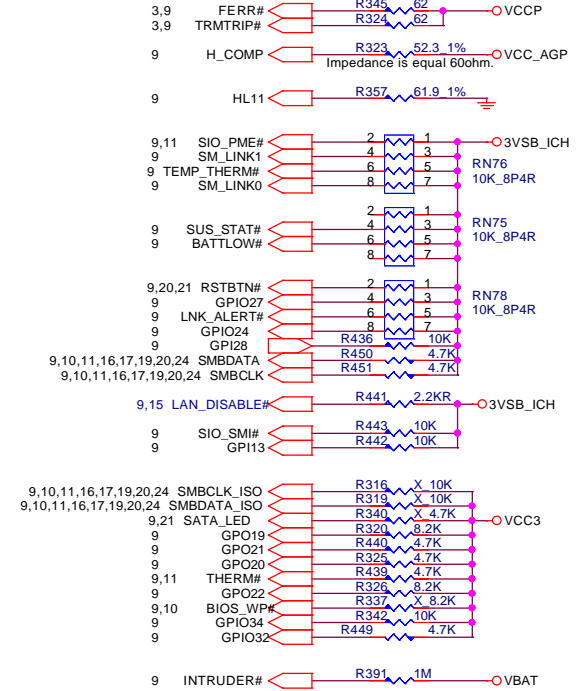 3,9 FERR# R345 62 VCCP
3,9 TRMTRIP# R324 62
9 H_COMP R323 52.3_1% VCC_AGP
Impedance is equal 60ohm.
9 HL11 R357 61.9_1%
9,11 SIO_PME# 2 1 3VSB_ICH
9 SM_LINK1 4 3
9 TEMP_THERM# 6 5 RN76
9 SM_LINK0 8 7 10K_8P4R
2 1
9 SUS_STAT# 4 3 RN75
9 BATTLOW# 6 5 10K_8P4R
8 7
9,20,21 RSTBTN# 2 1
9 GPIO27 4 3 RN78
9 LNK_ALERT# 6 5 10K_8P4R
9 GPIO24 8 7
9 GPI28 R436 10K
9,10,11,16,17,19,20,24 SMBDATA R450 4.7K
9,10,11,16,17,19,20,24 SMBCLK R451 4.7K
9,15 LAN_DISABLE# R441 2.2KR 3VSB_ICH
9 SIO_SMI# R443 10K
9 GPI13 R442 10K
9,10,11,16,17,19,20,24 SMBCLK_ISO R316 X_10K
9,10,11,16,17,19,20,24 SMBDATA_ISO R319 X_10K
9,21 SATA_LED R340 X_4.7K VCC3
9 GPO19 R320 8.2K
9 GPO21 R440 4.7K
9 GPO20 R325 4.7K
9,11 THERM# R439 4.7K
9 GPO22 R326 8.2K
9,10 BIOS_WP# R337 X_8.2K
9 GPIO34 R342 10K
9 GPIO32 R449 4.7K
9 INTRUDER# R391 1M VBAT